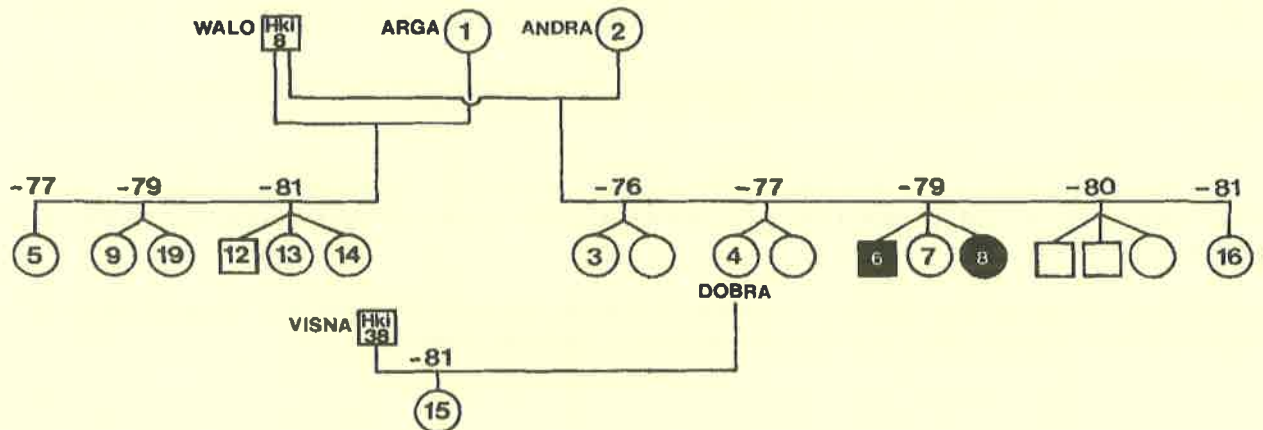 WALO Hki 8 ARGA 1 ANDRA 2
-77 -79 -81 -76 -77 -79 -80 -81
5 9 19 12 13 14 3 4 6 7 8 16
DOBRA
VISNA Hki 38
-81
15